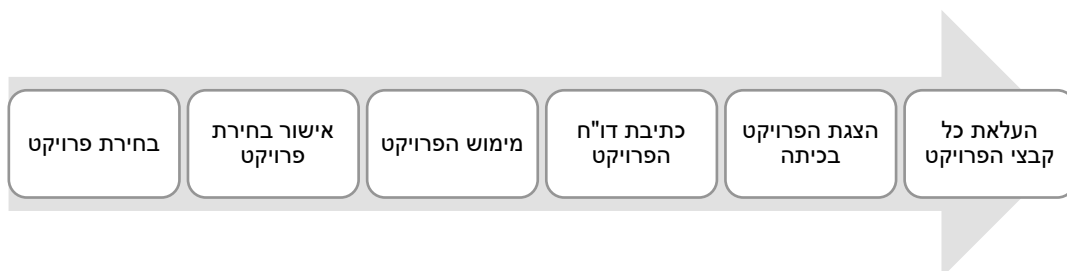 בחירת פרויקט
אישור בחירת
פרויקט
מימוש הפרויקט
כתיבת דו"ח
הפרויקט
הצגת הפרויקט
בכיתה
העלאת כל
קבצי הפרויקט